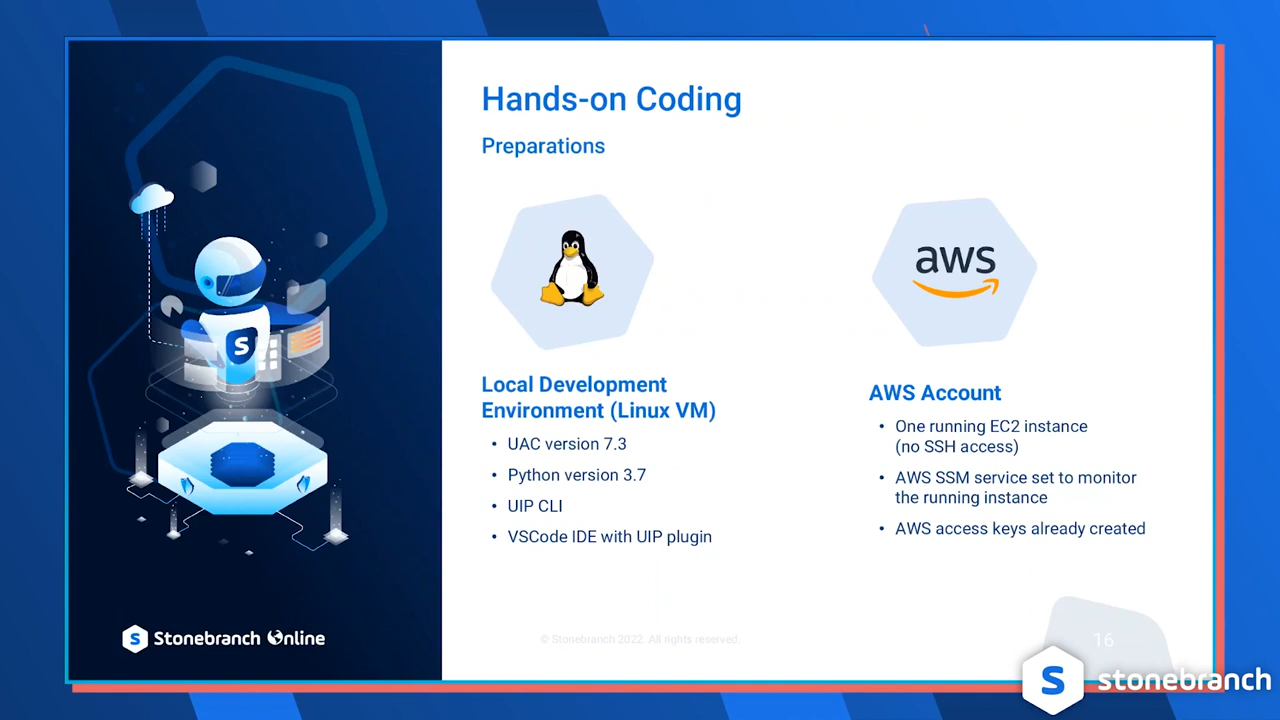 Hands-on Coding
Preparations
aws
Local Development
Environment (Linux VM)
• UAC version 7.3
• Python version 3.7
• UIP CLI
• VSCode IDE with UIP plugin
AWS Account
• One running EC2 instance
(no SSH access)
• AWS SSM service set to monitor
the running instance
• AWS access keys already created
S
S Stonebranch Online
© Stonebranch 2022. All rights reserved.
16
S stonebranch